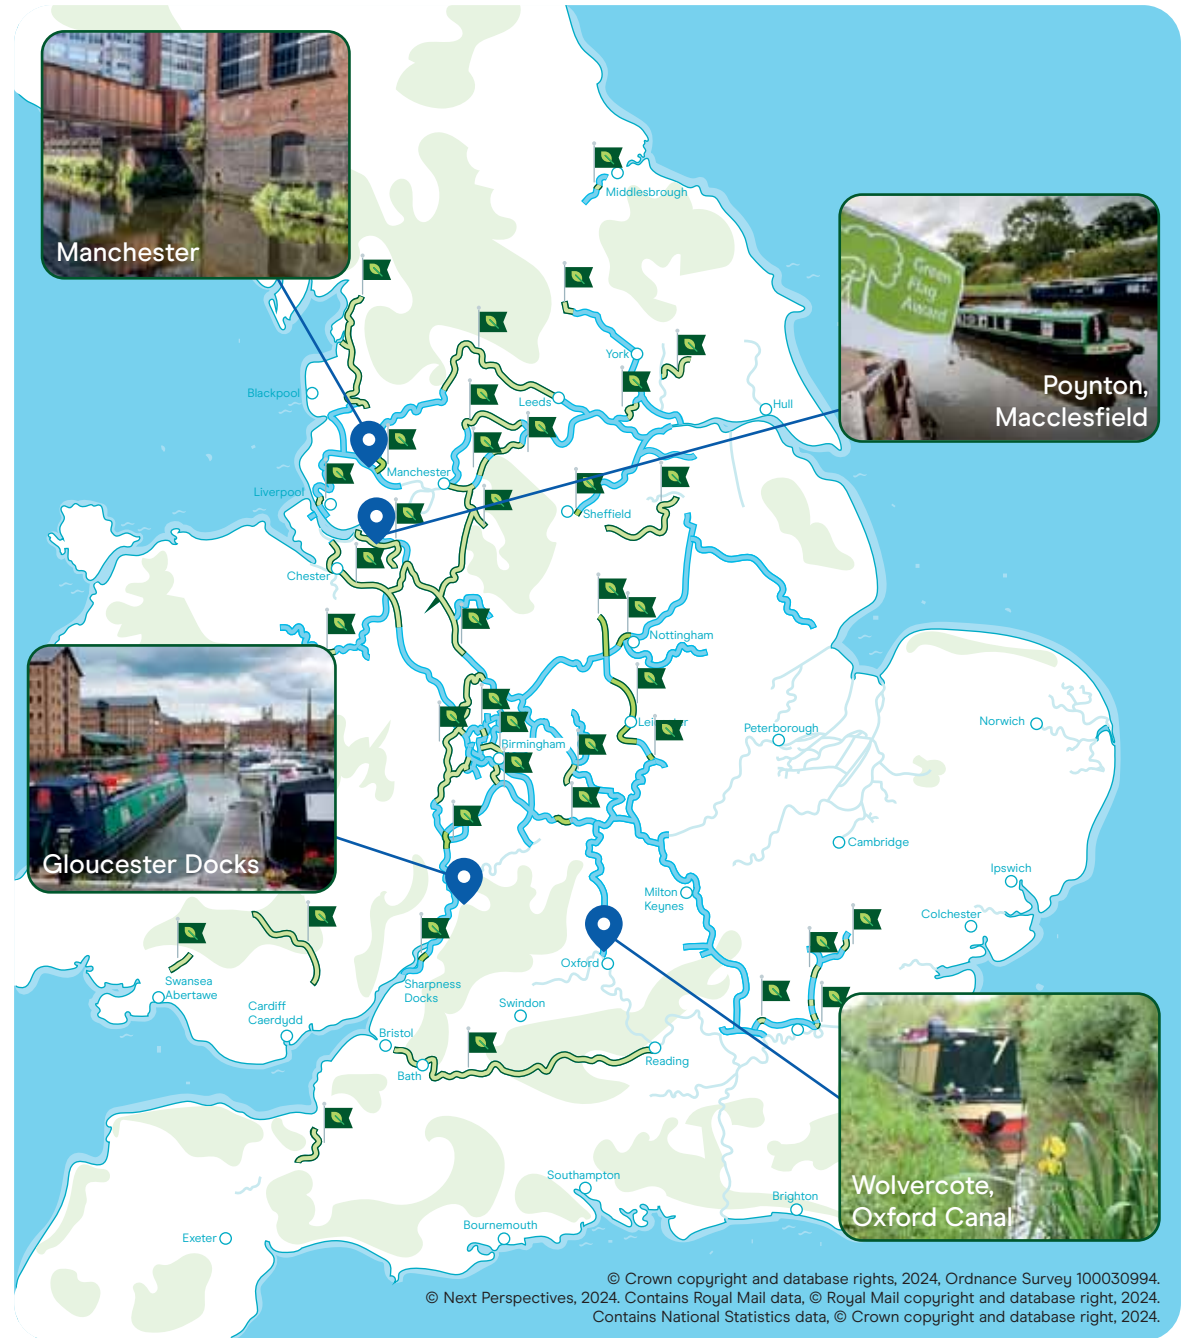 Manchester
Middlesbrough
Green
Flag
Award
Poynton,
Macclesfield
York
Blackpool
Leeds
Hull
Manchester
Liverpool
Sheffield
Chester
Nottingham
Norwich
Peterborough
Birmingham
Gloucester Docks
Cambridge
Ipswich
Milton
Keynes
Colchester
Oxford
Swansea
Abertawe
Sharpness
Docks
Cardiff
Caerdydd
Swindon
Bristol
Reading
Bath
Wolvercote,
Oxford Canal
Southampton
Brighton
Bournemouth
Exeter
© Crown copyright and database rights, 2024, Ordnance Survey 100030994.
© Next Perspectives, 2024. Contains Royal Mail data, © Royal Mail copyright and database right, 2024.
Contains National Statistics data, © Crown copyright and database right, 2024.